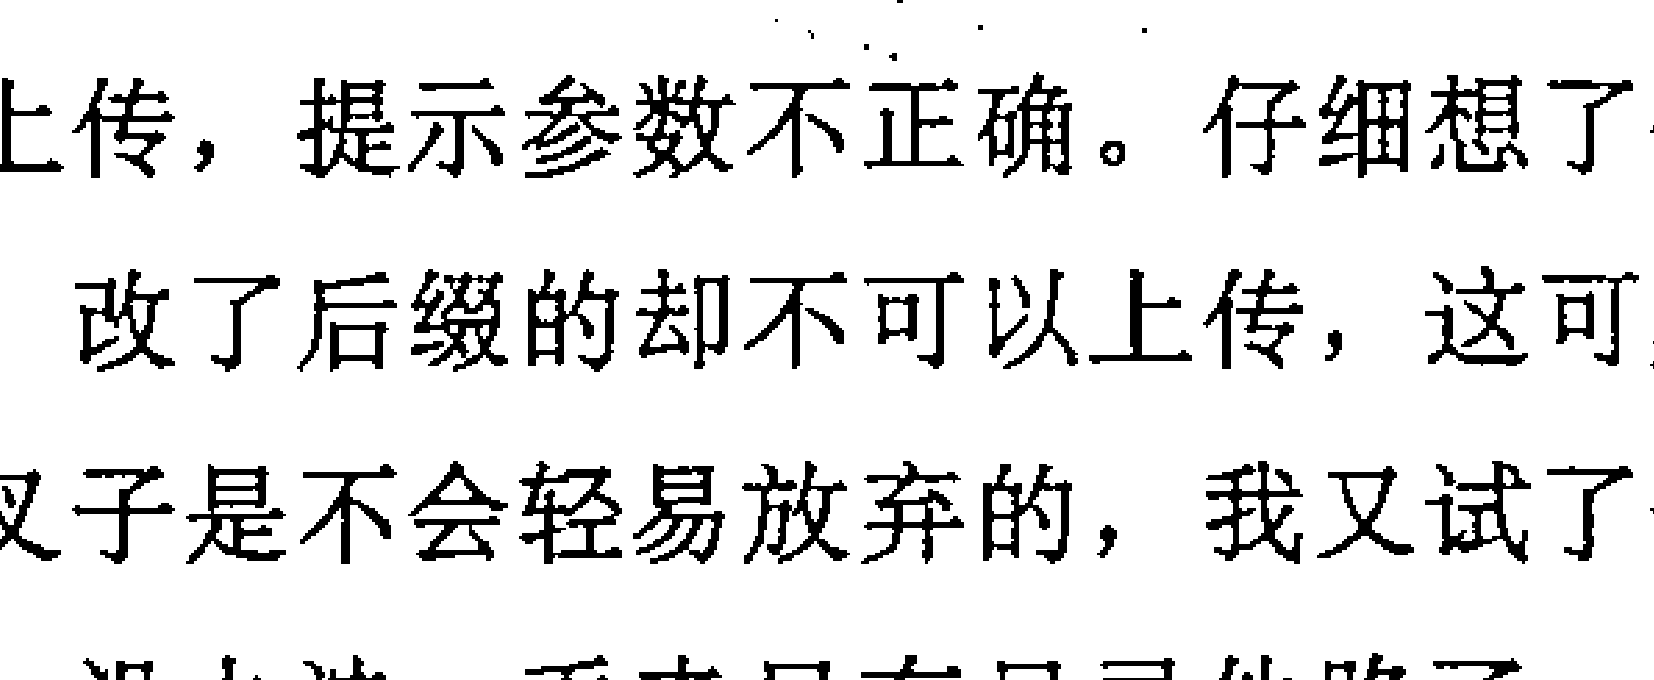 上传，提示参数不正确。仔细想了
改了后缀的却不可以上传，这可
叉子是不会轻易放弃的，我又试了